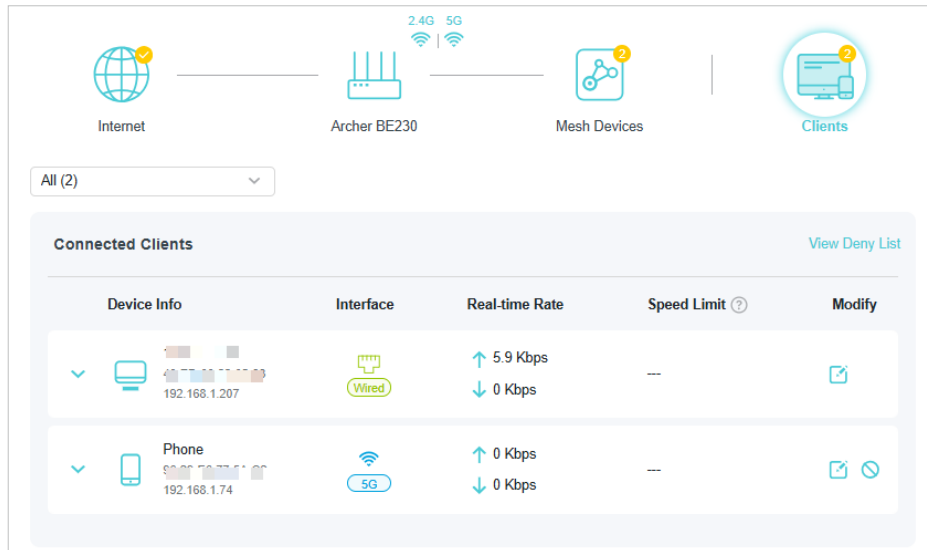 2.4G 5G
2
2
Internet
Archer BE230
Mesh Devices
Clients
All (2)
Connected Clients
View Deny List
Device Info
Interface
Real-time Rate
Speed Limit ?
Modify
5.9 Kbps
Wired
---
0 Kbps
192.168.1.207
Phone
0 Kbps
5G
---
0 Kbps
192.168.1.74